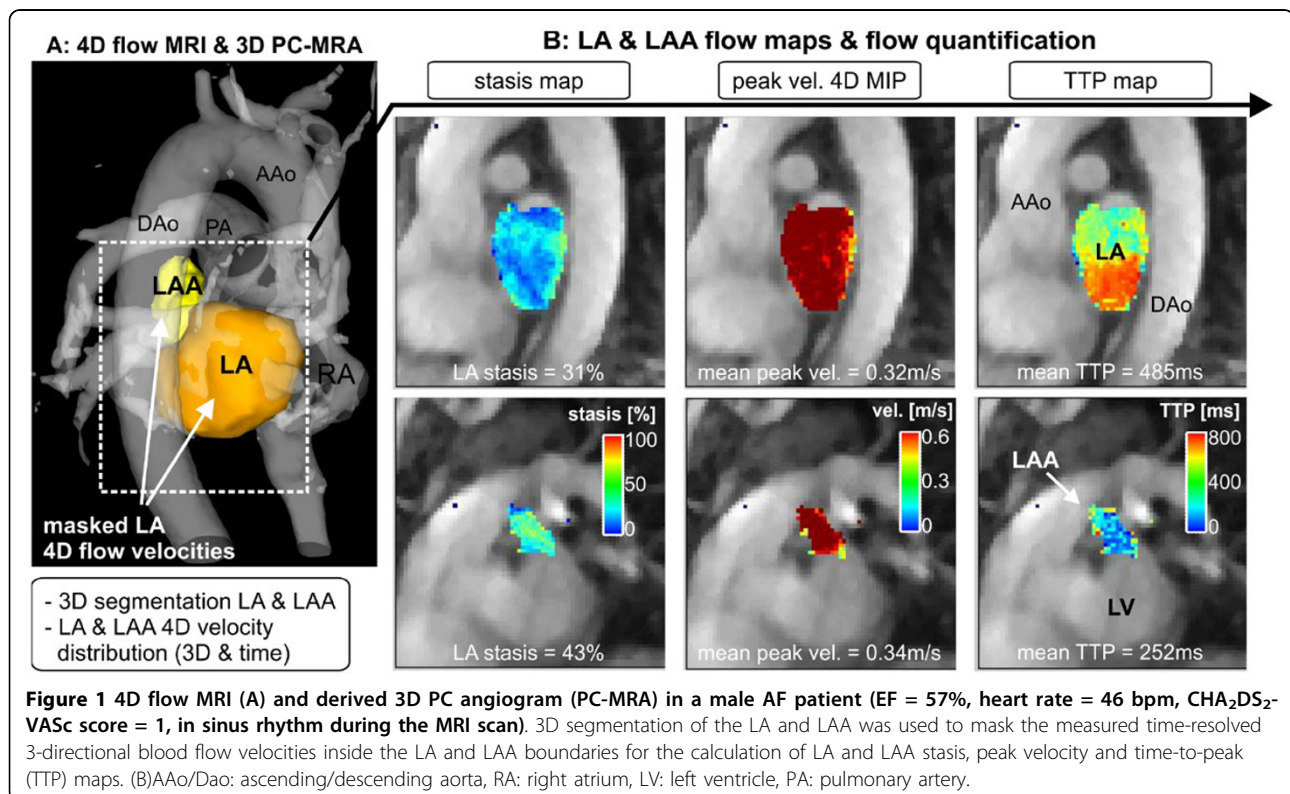 A: 4D flow MRI & 3D PC-MRA
AAo
DAo
PA
LAA
LA
RA
masked LA
4D flow velocities
- 3D segmentation LA & LAA
- LA & LAA 4D velocity
distribution (3D & time)
B: LA & LAA flow maps & flow quantification
stasis map
peak vel. 4D MIP
TTP map
LA stasis = 31%
mean peak vel. = 0.32m/s
AAo
LA
DAo
mean TTP = 485ms
stasis [%]
100
50
0
LA stasis = 43%
vel. [m/s]
0.6
0.3
0
mean peak vel. = 0.34m/s
TTP [ms]
800
400
0
LAA
LV
mean TTP = 252ms
Figure 1 4D flow MRI (A) and derived 3D PC angiogram (PC-MRA) in a male AF patient (EF = 57%, heart rate = 46 bpm, CHA₂DS₂-
VASc score = 1, in sinus rhythm during the MRI scan). 3D segmentation of the LA and LAA was used to mask the measured time-resolved
3-directional blood flow velocities inside the LA and LAA boundaries for the calculation of LA and LAA stasis, peak velocity and time-to-peak
(TTP) maps. (B)AAo/Dao: ascending/descending aorta, RA: right atrium, LV: left ventricle, PA: pulmonary artery.